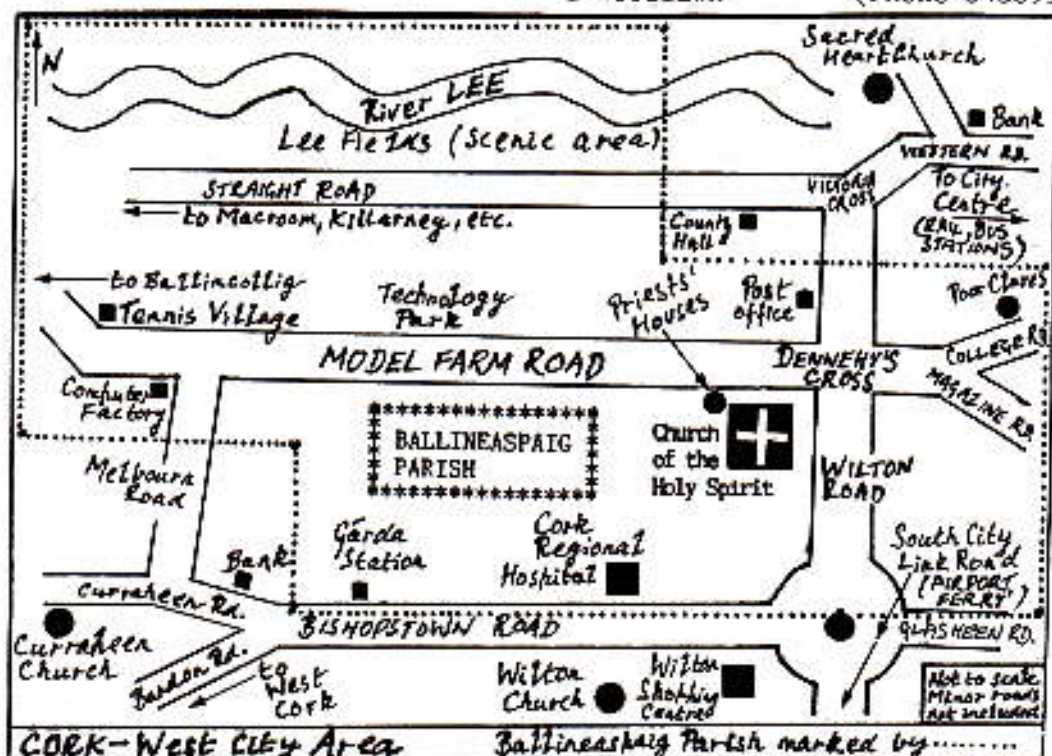 Sacred
Heart Church
N
River LEE
Bank
Lee Fields (Scenic area)
WESTERN RD.
STRAIGHT ROAD
VICTORIA
CROSS
To City
Centre
(RAIL, BUS
STATIONS)
to Macroom, Killarney, etc.
County
Hall
to Ballincollig
Tennis Village
Technology
Park
Priests'
Houses
Post
office
Poor Clares
COLLEGE RD
MAGAZINE RD.
MODEL FARM ROAD
DENNEHY'S
CROSS
Computer
Factory
BALLINEASPAIG
PARISH
Church
of the
Holy Spirit
Melbourn
Road
WILTON
ROAD
Bank
Gárda
Station
Cork
Regional
Hospital
South City
Link Road
(AIRPORT,
FERRY)
Curraheen Rd.
BISHOPSTOWN ROAD
GLASHEEN RD.
Curraheen
Church
Bandon Rd.
to
West
Cork
Wilton
Church
Wilton
Shopping
Centre
Not to scale
Minor roads
not included
CORK-West City Area
Ballineaspaig Parish marked by ........